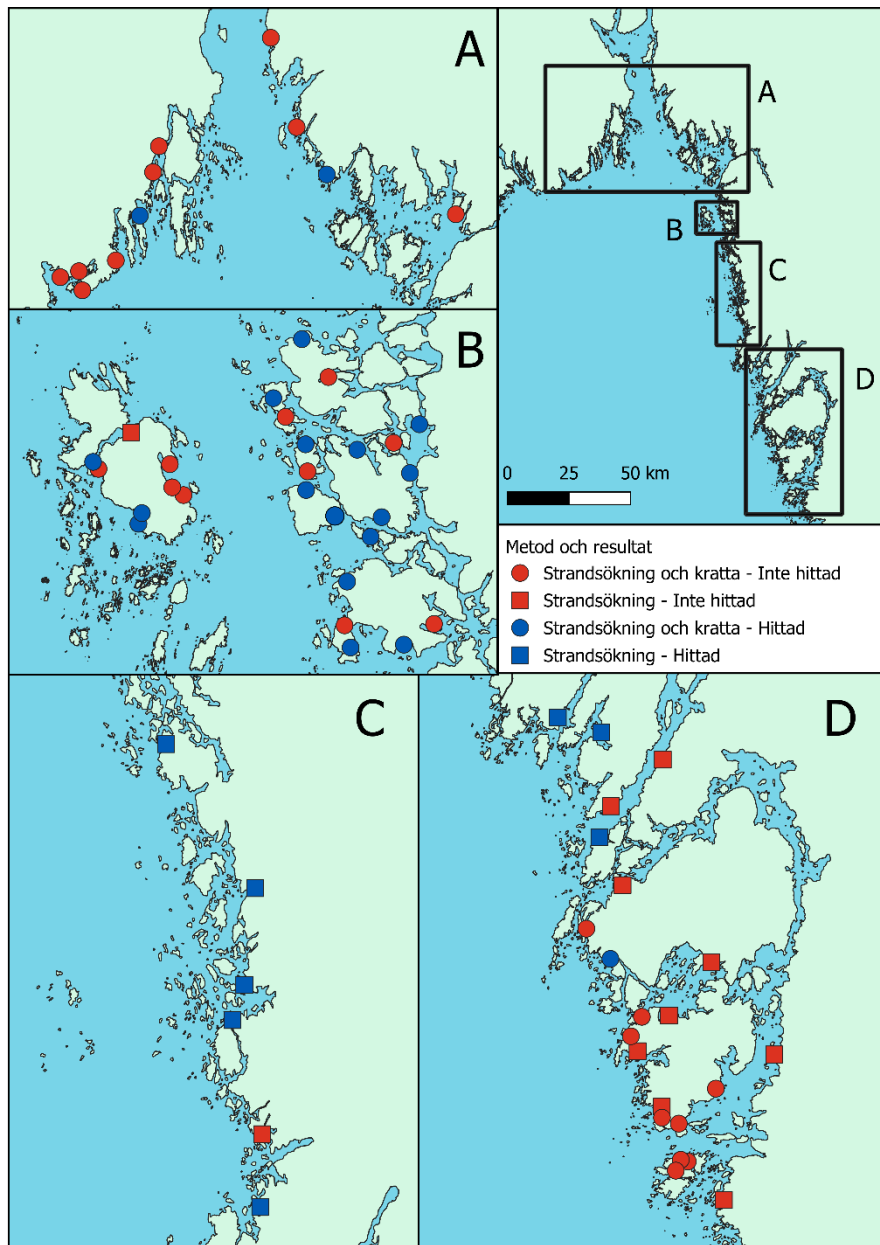 A
A
B
C
D
0 25 50 km
B
Metod och resultat
Strandsökning och kratta - Inte hittad
Strandsökning - Inte hittad
Strandsökning och kratta - Hittad
Strandsökning - Hittad
C
D